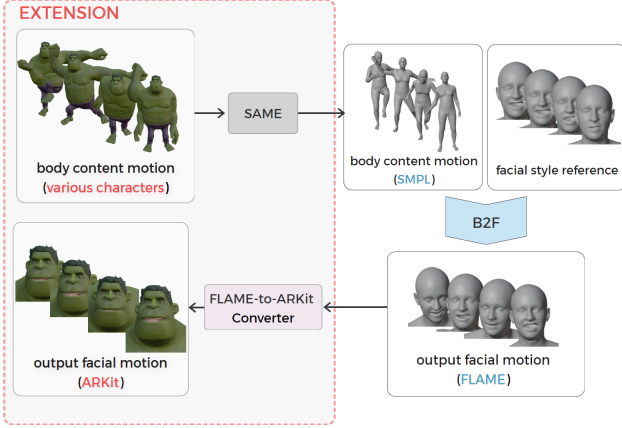 EXTENSION
body content motion
(various characters)
SAME
body content motion
(SMPL)
facial style reference
B2F
output facial motion
(FLAME)
FLAME-to-ARKit
Converter
output facial motion
(ARKit)